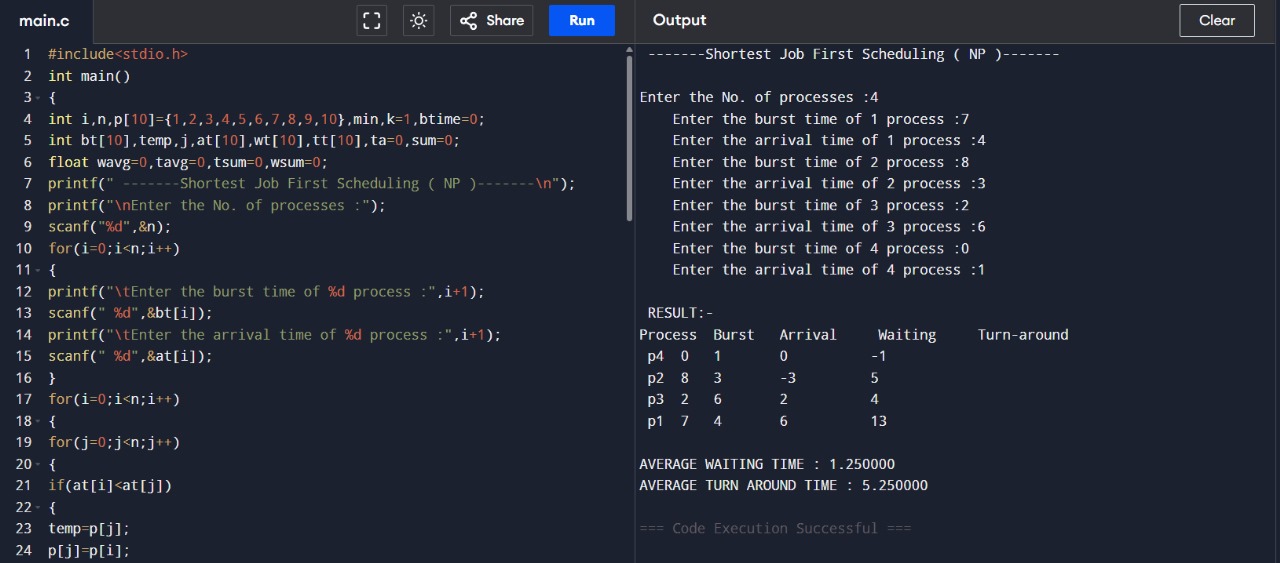 main.c Share Run Output Clear
1 #include<stdio.h>
2 int main()
3 {
4 int i,n,p[10]={1,2,3,4,5,6,7,8,9,10},min,k=1,btime=0;
5 int bt[10],temp,j,at[10],wt[10],tt[10],ta=0,sum=0;
6 float wavg=0,tavg=0,tsum=0,wsum=0;
7 printf(" -------Shortest Job First Scheduling ( NP )-------\n");
8 printf("\nEnter the No. of processes :");
9 scanf("%d",&n);
10 for(i=0;i<n;i++)
11 {
12 printf("\tEnter the burst time of %d process :",i+1);
13 scanf(" %d",&bt[i]);
14 printf("\tEnter the arrival time of %d process :",i+1);
15 scanf(" %d",&at[i]);
16 }
17 for(i=0;i<n;i++)
18 {
19 for(j=0;j<n;j++)
20 {
21 if(at[i]<at[j])
22 {
23 temp=p[j];
24 p[j]=p[i];
-------Shortest Job First Scheduling ( NP )-------
Enter the No. of processes :4
Enter the burst time of 1 process :7
Enter the arrival time of 1 process :4
Enter the burst time of 2 process :8
Enter the arrival time of 2 process :3
Enter the burst time of 3 process :2
Enter the arrival time of 3 process :6
Enter the burst time of 4 process :0
Enter the arrival time of 4 process :1
RESULT:-
Process Burst Arrival Waiting Turn-around
p4 0 1 0 -1
p2 8 3 -3 5
p3 2 6 2 4
p1 7 4 6 13
AVERAGE WAITING TIME : 1.250000
AVERAGE TURN AROUND TIME : 5.250000
=== Code Execution Successful ===